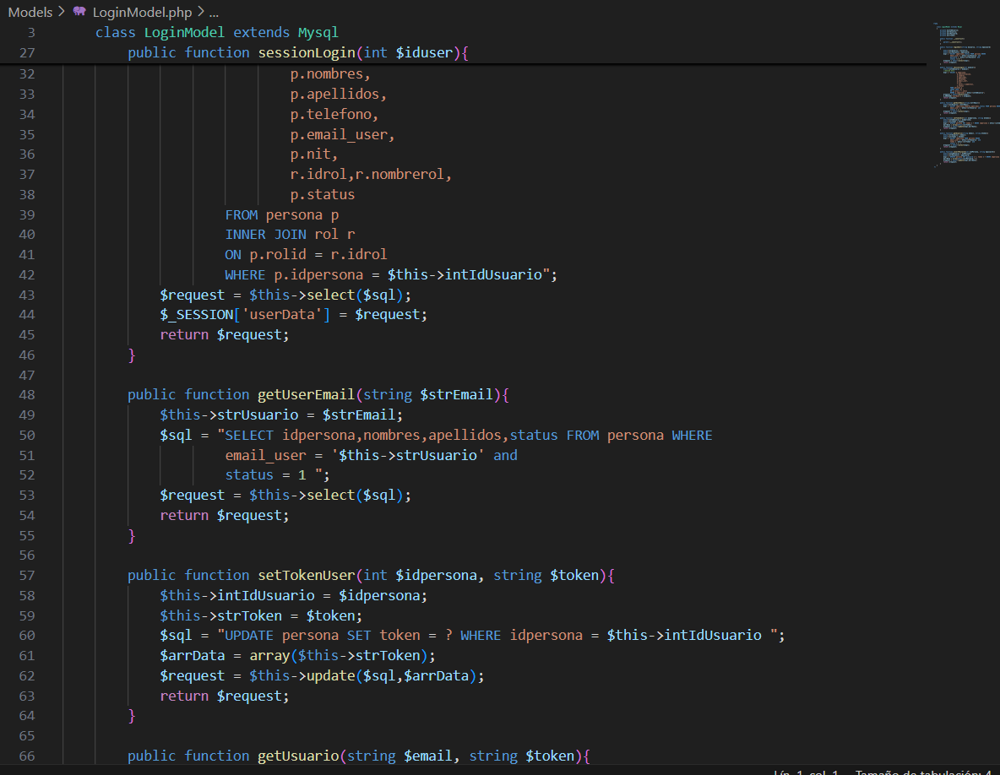 Models > LoginModel.php > ...
3 class LoginModel extends Mysql
27 public function sessionLogin(int $iduser){
32 p.nombres,
33 p.apellidos,
34 p.telefono,
35 p.email_user,
36 p.nit,
37 r.idrol,r.nombrerol,
38 p.status
39 FROM persona p
40 INNER JOIN rol r
41 ON p.rolid = r.idrol
42 WHERE p.idpersona = $this->intIdUsuario";
43 $request = $this->select($sql);
44 $_SESSION['userData'] = $request;
45 return $request;
46 }
47
48 public function getUserEmail(string $strEmail){
49 $this->strUsuario = $strEmail;
50 $sql = "SELECT idpersona,nombres,apellidos,status FROM persona WHERE
51 email_user = '$this->strUsuario' and
52 status = 1 ";
53 $request = $this->select($sql);
54 return $request;
55 }
56
57 public function setTokenUser(int $idpersona, string $token){
58 $this->intIdUsuario = $idpersona;
59 $this->strToken = $token;
60 $sql = "UPDATE persona SET token = ? WHERE idpersona = $this->intIdUsuario ";
61 $arrData = array($this->strToken);
62 $request = $this->update($sql,$arrData);
63 return $request;
64 }
65
66 public function getUsuario(string $email, string $token){
Lín. 1, col. 1 Tamaño de tabulación: 4